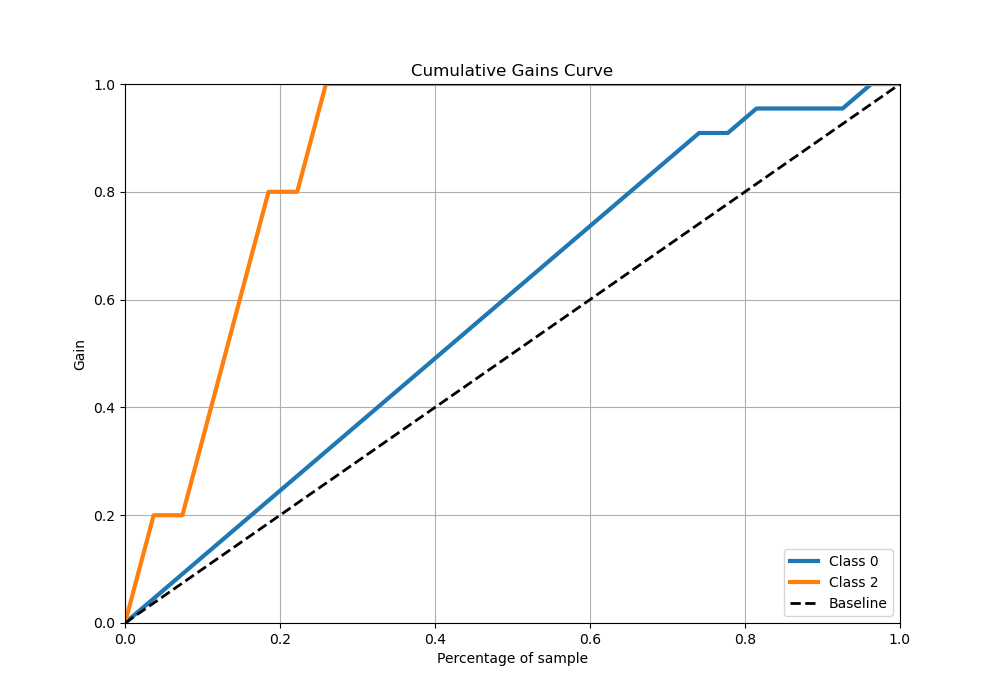 Cumulative Gains Curve
1.0
0.8
0.6
0.4
0.2
0.0
Gain
0.0 0.2 0.4 0.6 0.8 1.0
Percentage of sample
Class 0
Class 2
Baseline